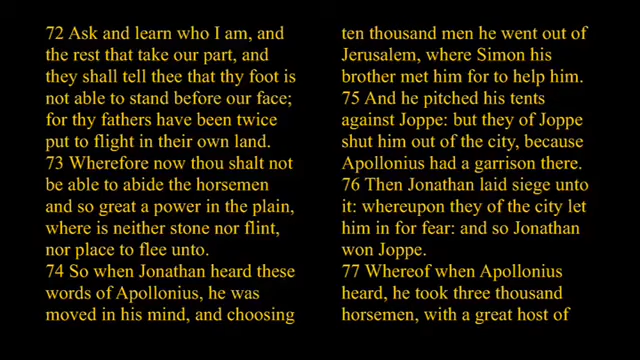 72 Ask and learn who I am, and
the rest that take our part, and
they shall tell thee that thy foot is
not able to stand before our face;
for thy fathers have been twice
put to flight in their own land.
73 Wherefore now thou shalt not
be able to abide the horsemen
and so great a power in the plain,
where is neither stone nor flint,
nor place to flee unto.
74 So when Jonathan heard these
words of Apollonius, he was
moved in his mind, and choosing
ten thousand men he went out of
Jerusalem, where Simon his
brother met him for to help him.
75 And he pitched his tents
against Joppe: but they of Joppe
shut him out of the city, because
Apollonius had a garrison there.
76 Then Jonathan laid siege unto
it: whereupon they of the city let
him in for fear: and so Jonathan
won Joppe.
77 Whereof when Apollonius
heard, he took three thousand
horsemen, with a great host of